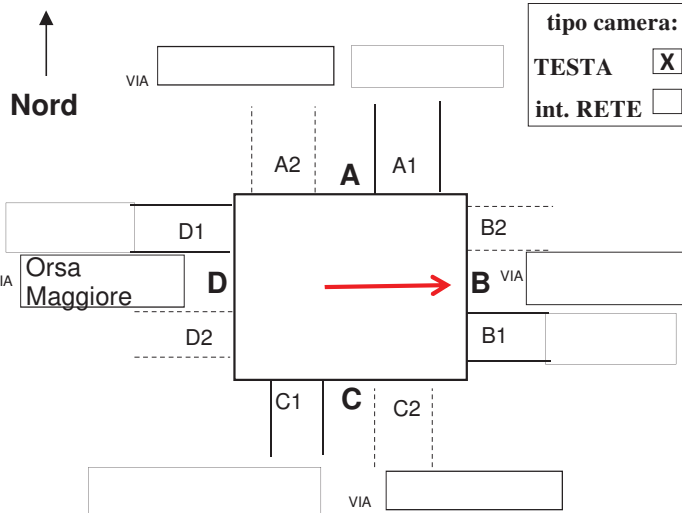 tipo camera:
TESTA X
int. RETE
Nord
VIA
A2
A
A1
D1
B2
IA
Orsa
Maggiore
D
B
VIA
D2
B1
C1
C
C2
VIA